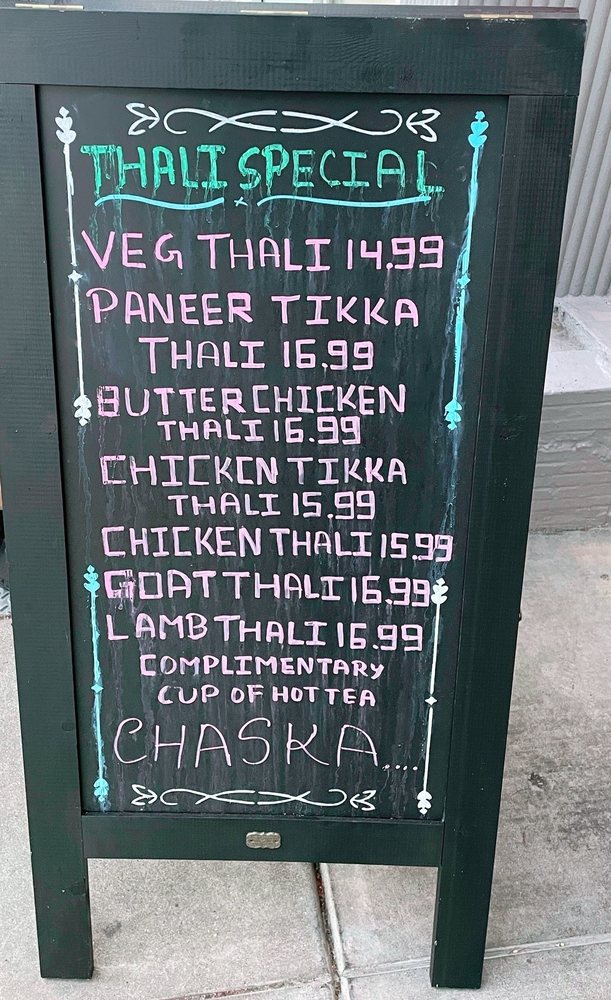 THALI SPECIAL
VEG THALI 14.99
PANEER TIKKA
THALI 16.99
BUTTER CHICKEN
THALI 16.99
CHICKEN TIKKA
THALI 15.99
CHICKEN THALI 15.99
GOAT THALI 16.99
LAMB THALI 16.99
COMPLIMENTARY
CUP OF HOT TEA
CHASKA....